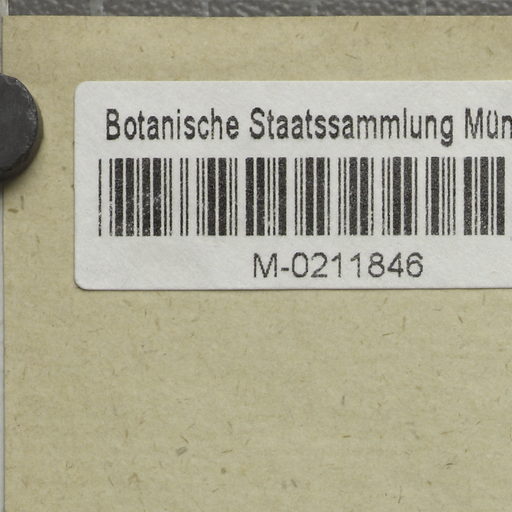 Botanische Staatssammlung Mün
M-0211846